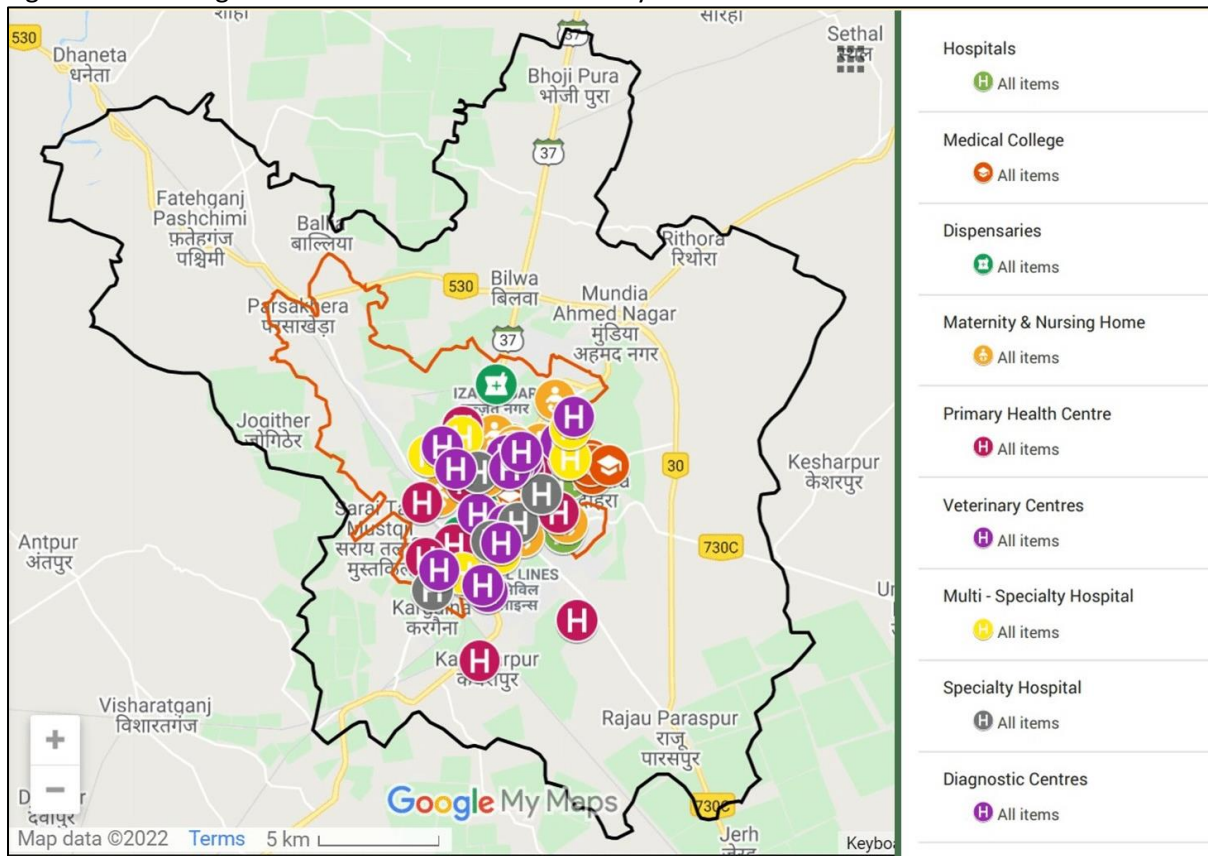 530
Dhaneta
धनेता
37
Sethal
Bhoji Pura
भोजी पुरा
37
Fatehganj
Pashchimi
फ़तेहगंज
पश्चिमी
बाल्लिया
Rithora
रिथोरा
530
Bilwa
बिलवा
Mundia
Ahmed Nagar
मुंडिया
अहमद नगर
Parsakhera
37
Jogither
जोगिठेर
30
Kesharpur
केशरपुर
Antpur
अंतपुर
730C
LINES
करगैना
Visharatganj
विशारतगंज
Rajau Paraspur
राजू
पारसपुर
730C
Jerh
Google My Maps
Map data ©2022 Terms 5 km
Hospitals
H All items
Medical College
All items
Dispensaries
All items
Maternity & Nursing Home
All items
Primary Health Centre
H All items
Veterinary Centres
H All items
Multi - Specialty Hospital
H All items
Specialty Hospital
H All items
Diagnostic Centres
H All items